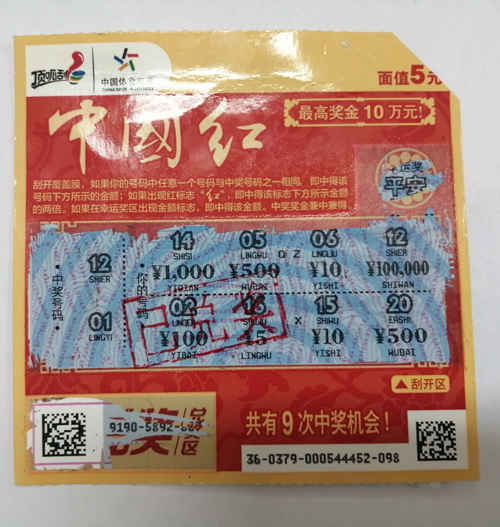 顶呱刮
中国体育彩票
CHINA SPORTS LOTTERY
面值5元
中國红
最高奖金10万元!
刮开覆盖膜，如果你的号码中任意一个号码与中奖号码之一相同，即中得该
号码下方所示的金额；如果出现红标志“红”，即中得该标志下方所示金额
的两倍。如果在幸运奖区出现金额标志，即中得该金额。中奖奖金兼中兼得。
运奖
平安
中奖号码
12
SHIER
01
LINGYI
你的号码
14 05 06 12
SISHI LINGWU Q Z LINGLIU SHIER
¥1,000 ¥500 ¥10 ¥100,000
YIQIAN WUBAI YISHI SHIWAN
02 16 15 20
X SHIWU ERSHI
¥100 ¥5 ¥10 ¥500
YIBAI LINGWU YISHI WUBAI
已兑奖
刮开区
9190-5892-
奖
区
共有9次中奖机会!
36-0379-000544452-098